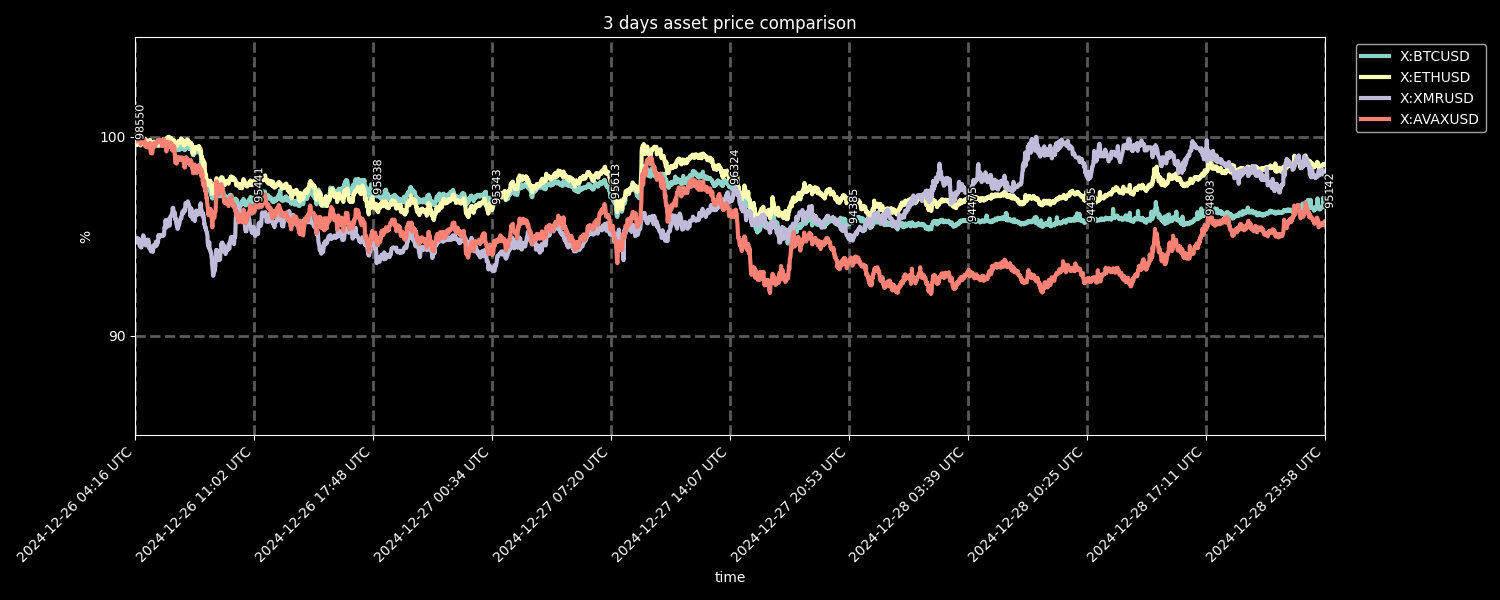 3 days asset price comparison
X:BTCUSD
X:ETHUSD
X:XMRUSD
X:AVAXUSD
100
90
%
98550
95441
95838
95343
95613
96324
94385
94475
94455
94803
95142
2024-12-26 04:16 UTC
2024-12-26 11:02 UTC
2024-12-26 17:48 UTC
2024-12-27 00:34 UTC
2024-12-27 07:20 UTC
2024-12-27 14:07 UTC
2024-12-27 20:53 UTC
2024-12-28 03:39 UTC
2024-12-28 10:25 UTC
2024-12-28 17:11 UTC
2024-12-28 23:58 UTC
time